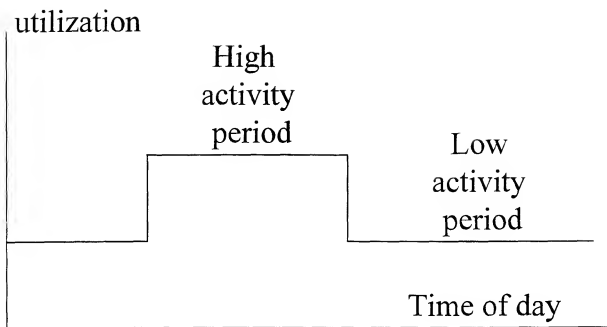 utilization
High
activity
period
Low
activity
period
Time of day